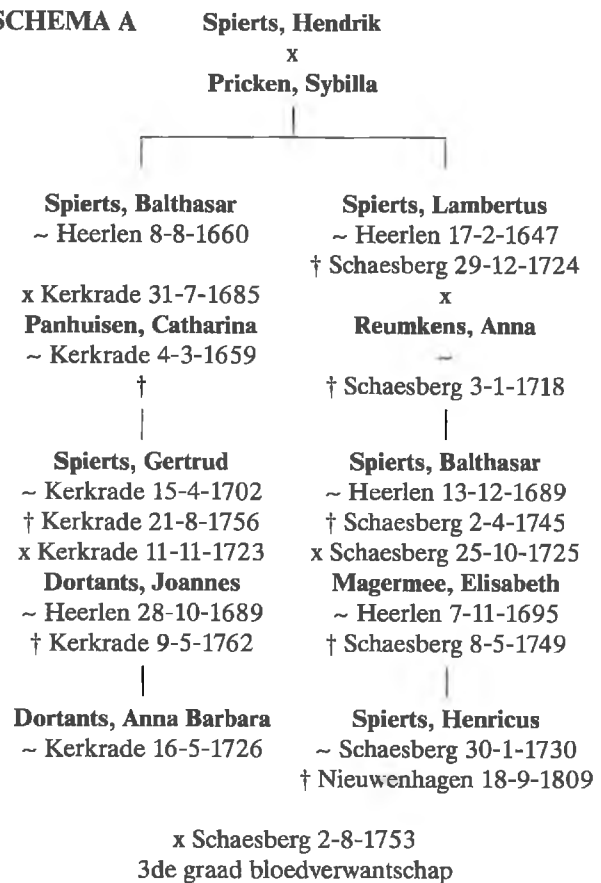 SCHEMA A
Spierts, Hendrik
x
Pricken, Sybilla
Spierts, Balthasar
~ Heerlen 8-8-1660
x Kerkrade 31-7-1685
Panhuisen, Catharina
~ Kerkrade 4-3-1659
†
Spierts, Gertrud
~ Kerkrade 15-4-1702
† Kerkrade 21-8-1756
x Kerkrade 11-11-1723
Dortants, Joannes
~ Heerlen 28-10-1689
† Kerkrade 9-5-1762
Dortants, Anna Barbara
~ Kerkrade 16-5-1726
Spierts, Lambertus
~ Heerlen 17-2-1647
† Schaesberg 29-12-1724
x
Reumkens, Anna
~
† Schaesberg 3-1-1718
Spierts, Balthasar
~ Heerlen 13-12-1689
† Schaesberg 2-4-1745
x Schaesberg 25-10-1725
Magermee, Elisabeth
~ Heerlen 7-11-1695
† Schaesberg 8-5-1749
Spierts, Henricus
~ Schaesberg 30-1-1730
† Nieuwenhagen 18-9-1809
x Schaesberg 2-8-1753
3de graad bloedverwantschap